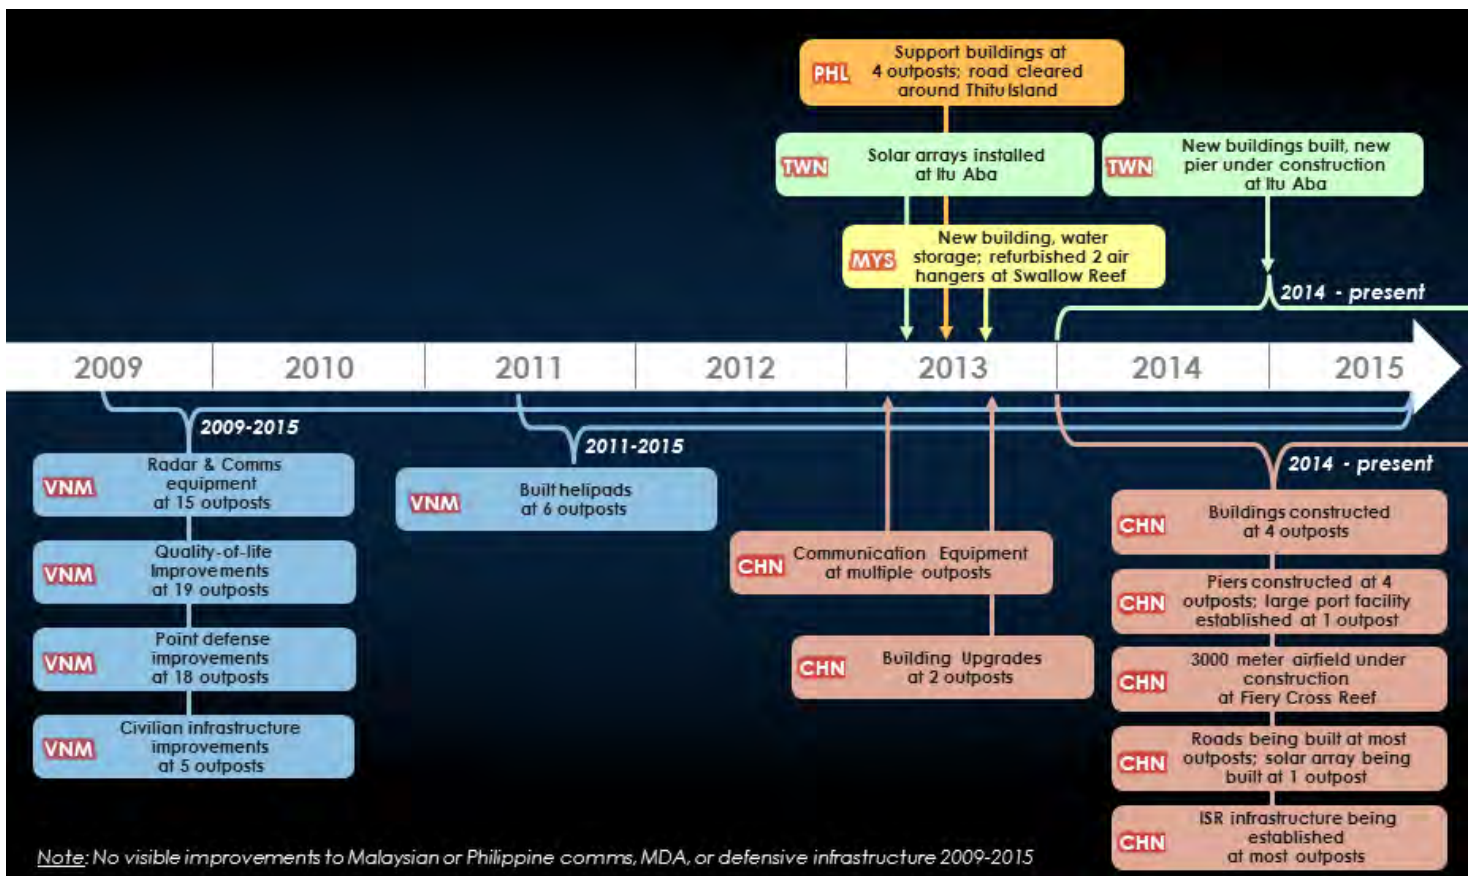 PHL
Support buildings at
4 outposts; road cleared
around Thitu Island
TWN
Solar arrays installed
at Itu Aba
TWN
New buildings built, new
pier under construction
at Itu Aba
MYS
New building, water
storage; refurbished 2 air
hangers at Swallow Reef
2014 - present
2009
2010
2011
2012
2013
2014
2015
2009-2015
2011-2015
2014 - present
VNM
Radar & Comms
equipment
at 15 outposts
VNM
Quality-of-life
Improvements
at 19 outposts
VNM
Point defense
improvements
at 18 outposts
VNM
Civilian infrastructure
improvements
at 5 outposts
VNM
Built helipads
at 6 outposts
CHN
Communication Equipment
at multiple outposts
CHN
Building Upgrades
at 2 outposts
CHN
Buildings constructed
at 4 outposts
CHN
Piers constructed at 4
outposts; large port facility
established at 1 outpost
CHN
3000 meter airfield under
construction
at Fiery Cross Reef
CHN
Roads being built at most
outposts; solar array being
built at 1 outpost
CHN
ISR infrastructure being
established
at most outposts
Note: No visible improvements to Malaysian or Philippine comms, MDA, or defensive infrastructure 2009-2015